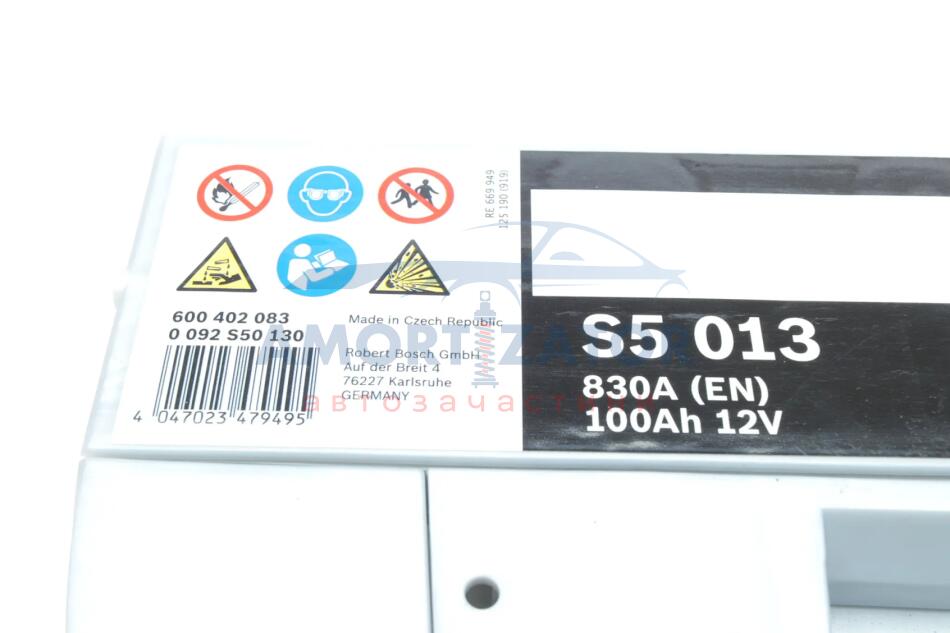 RE 669 949
125 190 (919)
600 402 083
0 092 S50 130
4 047023 479495
Made in Czech Republic
Robert Bosch GmbH
Auf der Breit 4
76227 Karlsruhe
GERMANY
S5 013
830A (EN)
100Ah 12V
AMORTIZATOR
автозапчастини